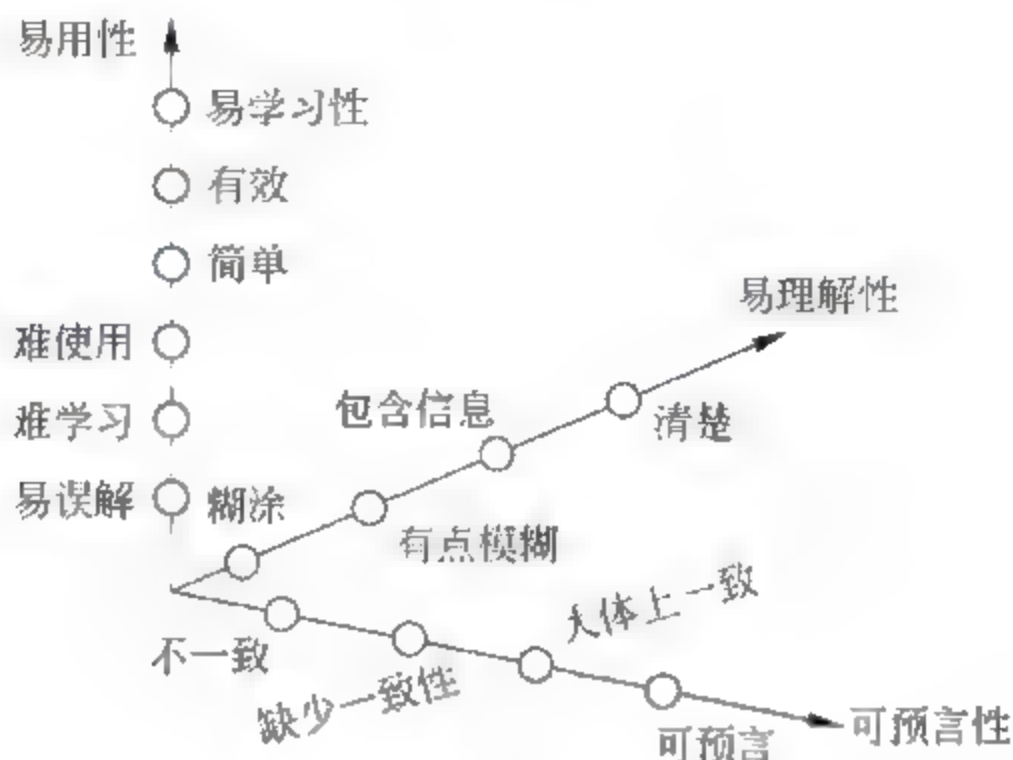 易用性
易学习性
有效
简单
易理解性
难使用
包含信息
清楚
难学习
易误解
糊涂
有点模糊
人体上一致
不一致
缺少一致性
可预言性
可预言